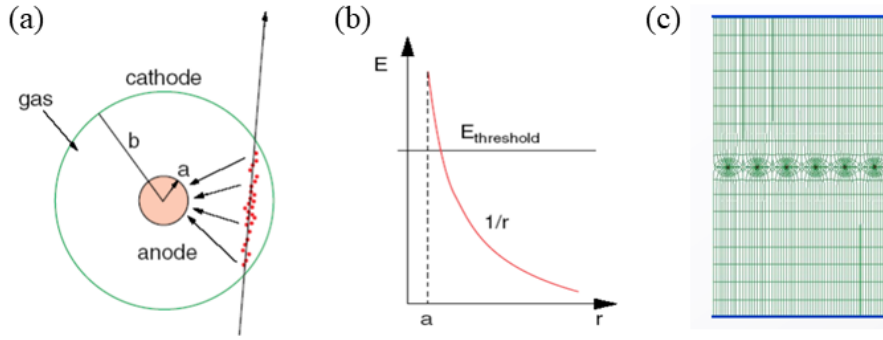 (a)
cathode
gas
b
a
anode
(b)
E
E_threshold
1/r
a
r
(c)